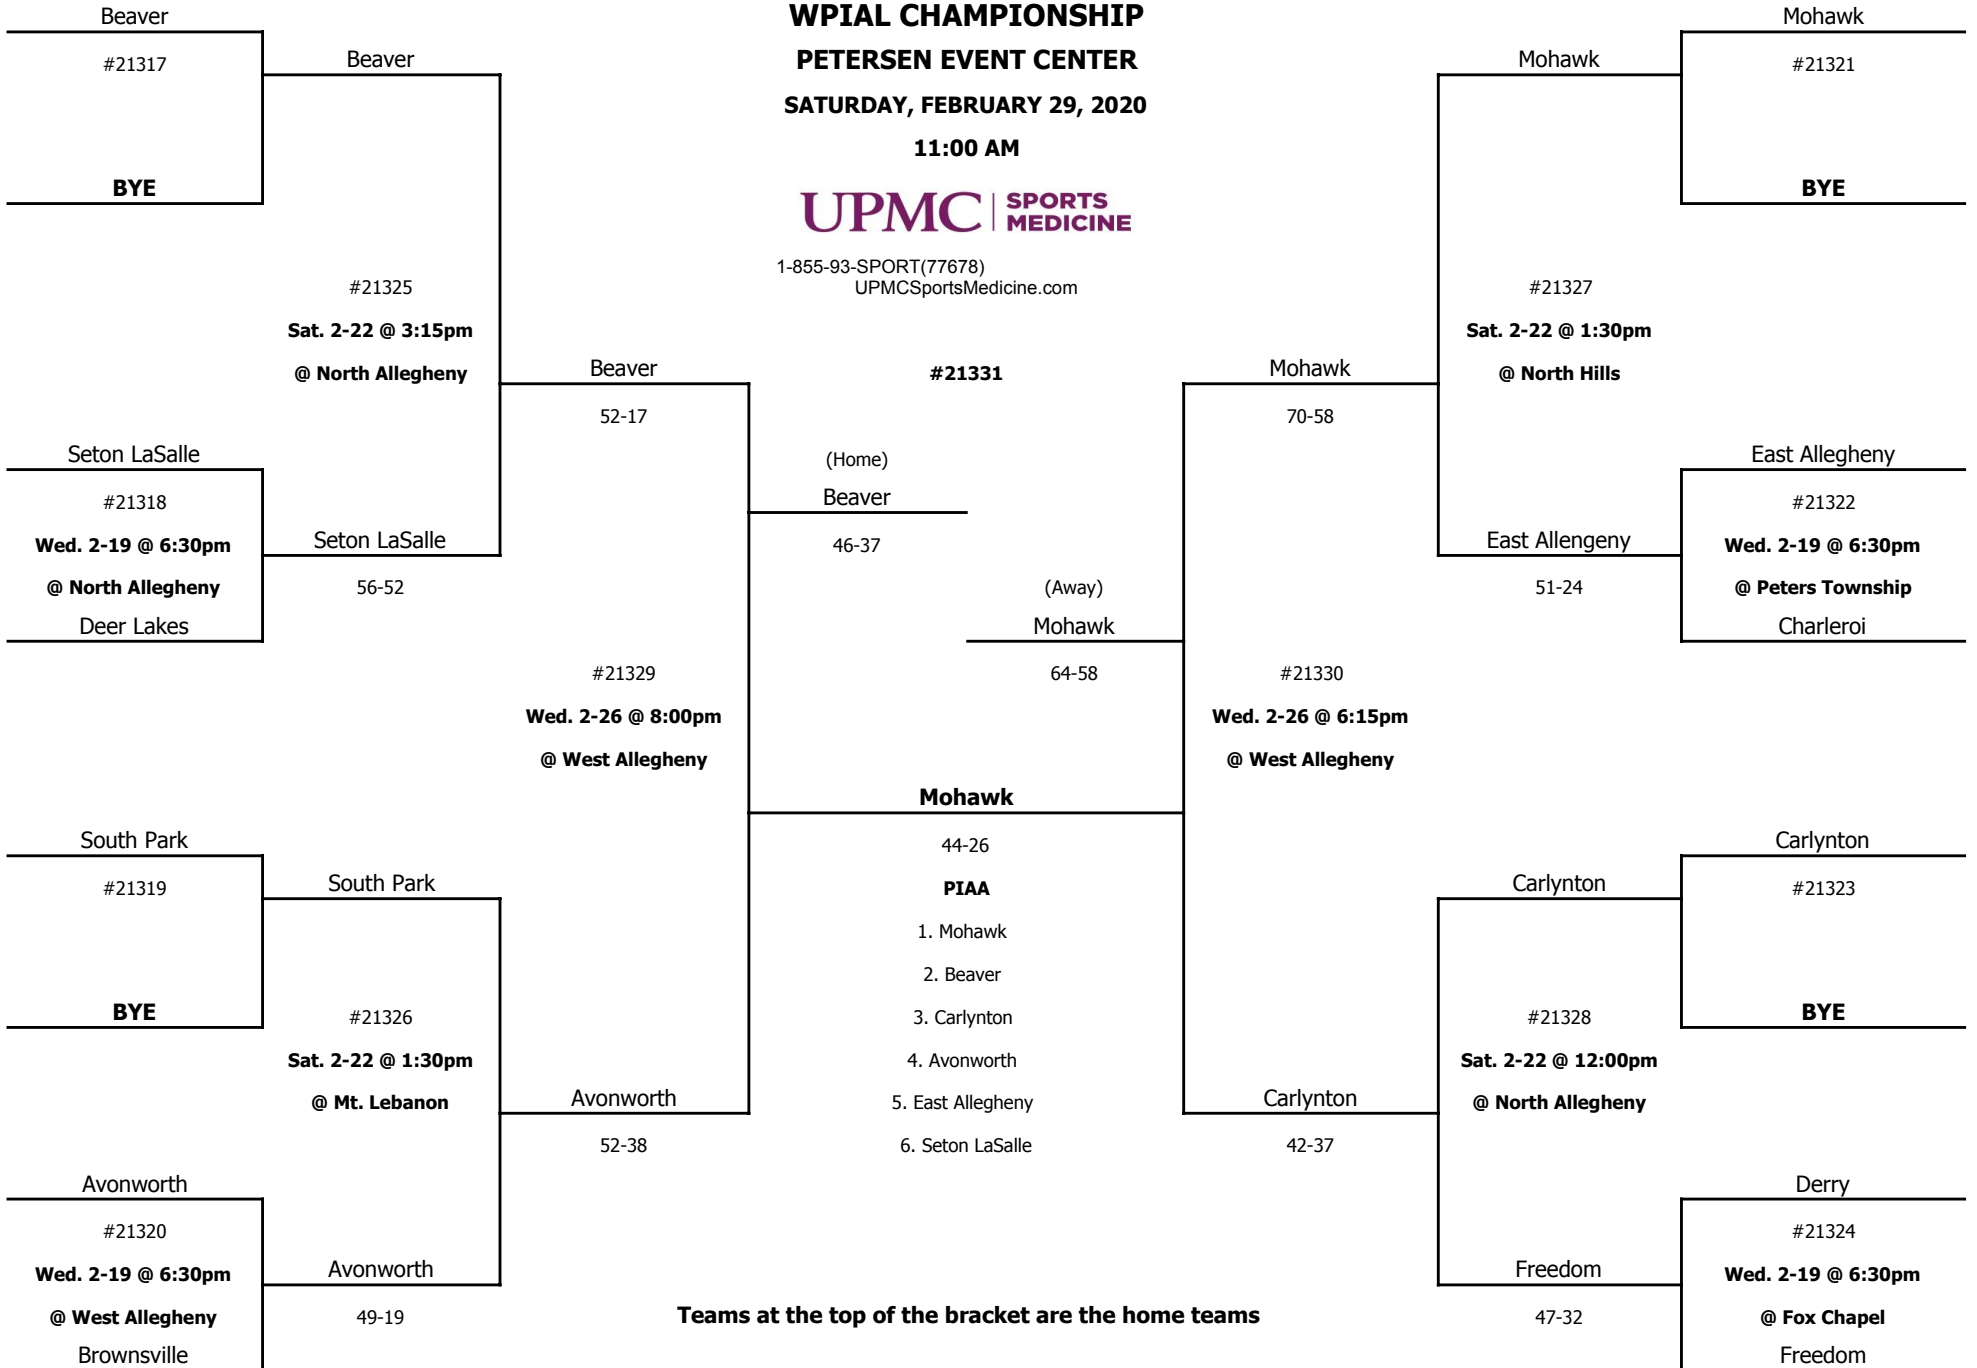 WPIAL CHAMPIONSHIP
PETERSEN EVENT CENTER
SATURDAY, FEBRUARY 29, 2020
11:00 AM
UPMC | SPORTS MEDICINE
1-855-93-SPORT(77678)
UPMCSportsMedicine.com
Beaver
#21317
BYE
Seton LaSalle
#21318
Wed. 2-19 @ 6:30pm
@ North Allegheny
Deer Lakes
South Park
#21319
BYE
Avonworth
#21320
Wed. 2-19 @ 6:30pm
@ West Allegheny
Brownsville
Beaver
#21325
Sat. 2-22 @ 3:15pm
@ North Allegheny
Seton LaSalle
56-52
South Park
#21326
Sat. 2-22 @ 1:30pm
@ Mt. Lebanon
Avonworth
49-19
Beaver
52-17
#21329
Wed. 2-26 @ 8:00pm
@ West Allegheny
Avonworth
52-38
#21331
(Home)
Beaver
46-37
(Away)
Mohawk
64-58
Mohawk
44-26
PIAA
1. Mohawk
2. Beaver
3. Carlynton
4. Avonworth
5. East Allegheny
6. Seton LaSalle
Teams at the top of the bracket are the home teams
Mohawk
70-58
#21330
Wed. 2-26 @ 6:15pm
@ West Allegheny
Carlynton
42-37
Mohawk
#21327
Sat. 2-22 @ 1:30pm
@ North Hills
East Allengeny
51-24
Carlynton
#21328
Sat. 2-22 @ 12:00pm
@ North Allegheny
Freedom
47-32
Mohawk
#21321
BYE
East Allegheny
#21322
Wed. 2-19 @ 6:30pm
@ Peters Township
Charleroi
Carlynton
#21323
BYE
Derry
#21324
Wed. 2-19 @ 6:30pm
@ Fox Chapel
Freedom